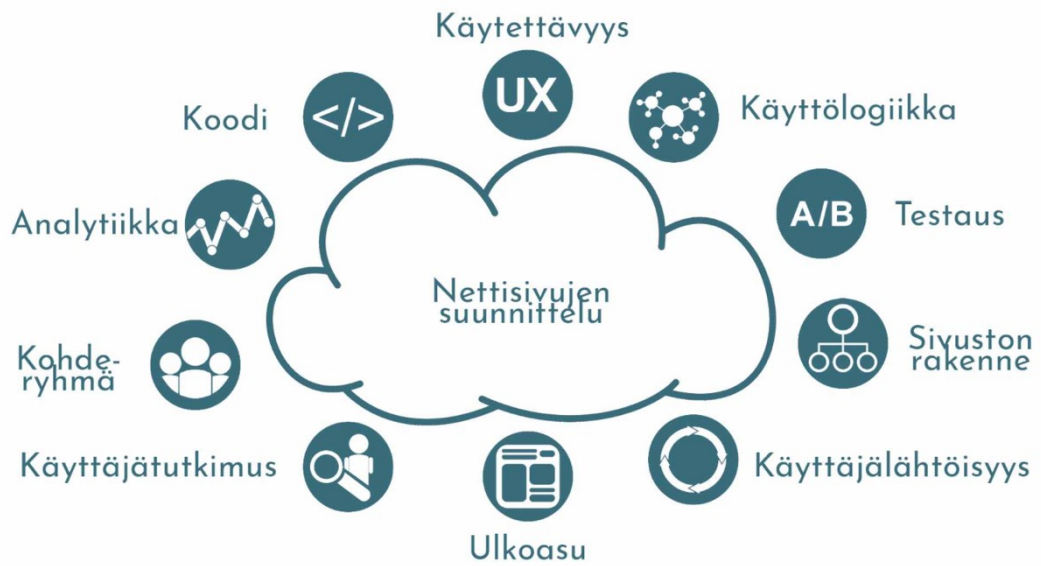 Käytettävyys
UX
Koodi
</>
Käyttölogiikka
Analytiikka
A/B
Testaus
Nettisivujen
suunnittelu
Kohde-
ryhmä
Sivuston
rakenne
Käyttäjätutkimus
Käyttäjälähtöisyys
Ulkoasu